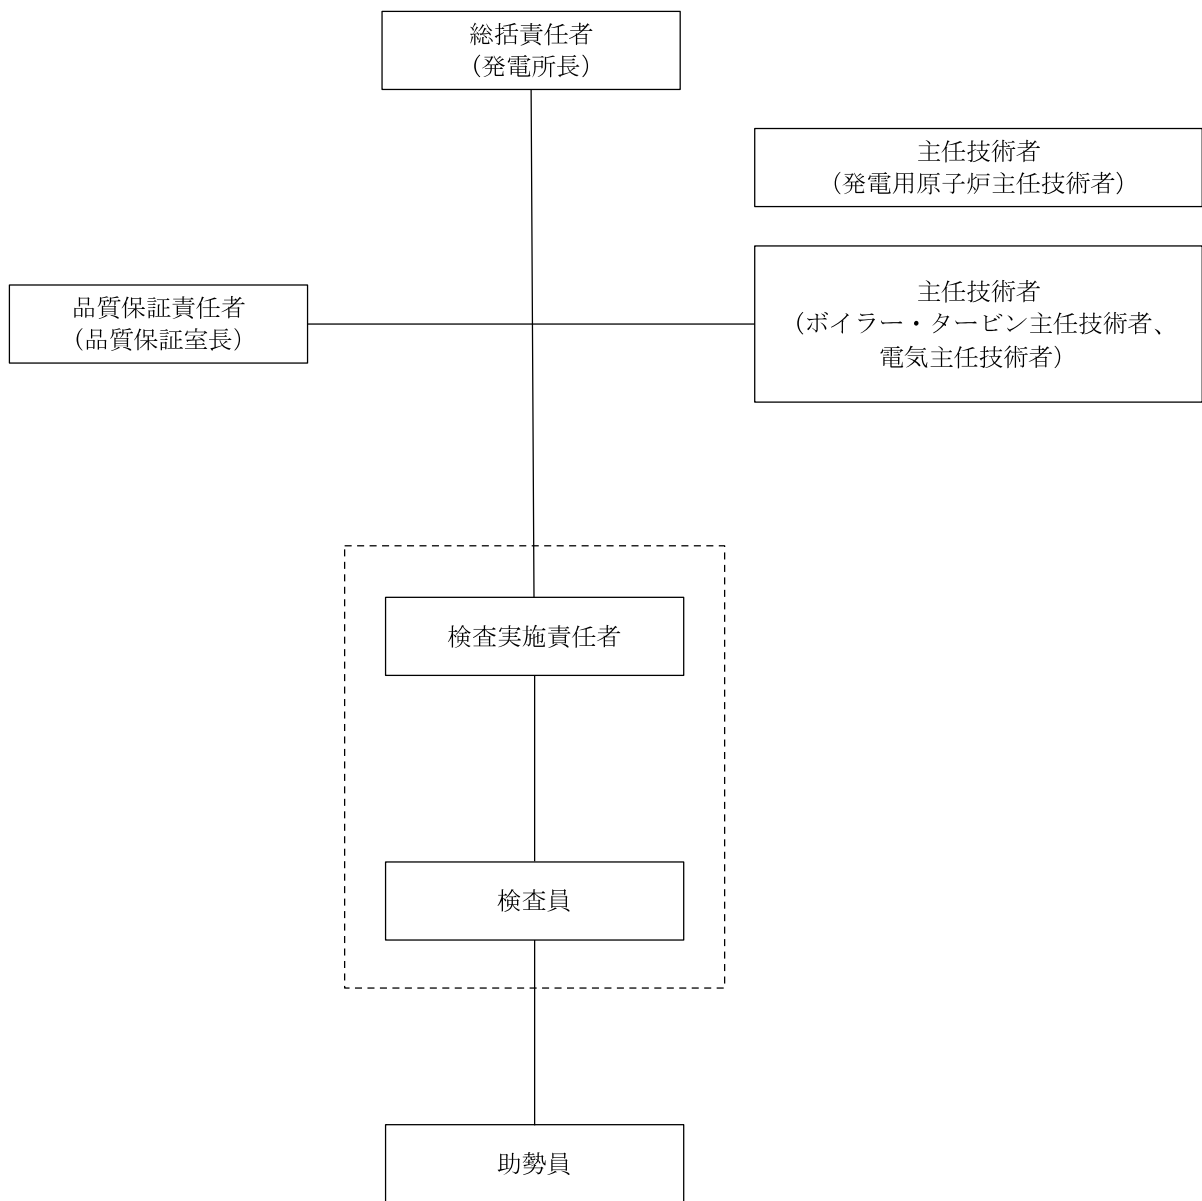 総括責任者
（発電所長）
主任技術者
（発電用原子炉主任技術者）
品質保証責任者
（品質保証室長）
主任技術者
（ボイラー・タービン主任技術者、
電気主任技術者）
検査実施責任者
検査員
助勢員